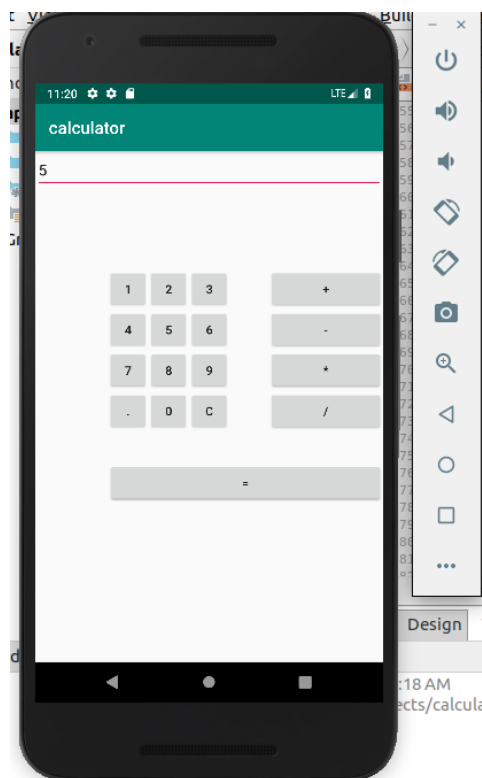 Buil
11:20 LTE
calculator
5
1 2 3 +
4 5 6 -
7 8 9 *
. 0 C /
=
Design
:18 AM
ects/calcula